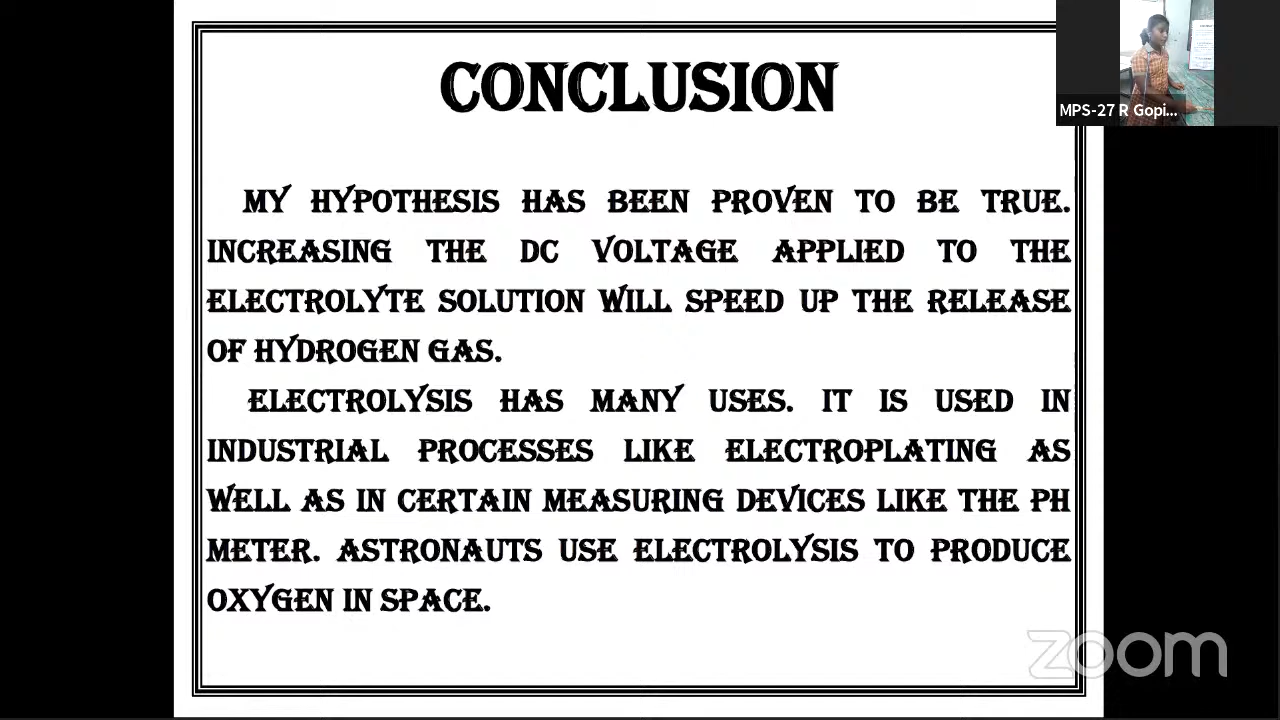 CONCLUSION
MY HYPOTHESIS HAS BEEN PROVEN TO BE TRUE.
INCREASING THE DC VOLTAGE APPLIED TO THE
ELECTROLYTE SOLUTION WILL SPEED UP THE RELEASE
OF HYDROGEN GAS.
ELECTROLYSIS HAS MANY USES. IT IS USED IN
INDUSTRIAL PROCESSES LIKE ELECTROPLATING AS
WELL AS IN CERTAIN MEASURING DEVICES LIKE THE PH
METER. ASTRONAUTS USE ELECTROLYSIS TO PRODUCE
OXYGEN IN SPACE.
MPS-27 R Gopi...
zoom